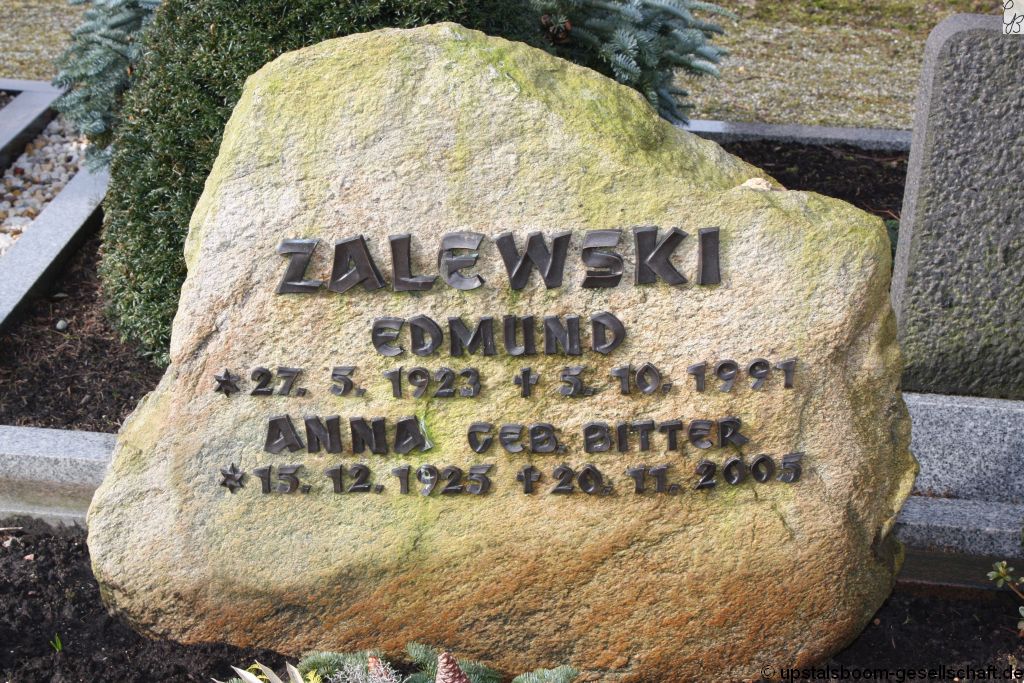 ZALEWSKI
EDMUND
* 27. 5. 1923 ✝ 5. 10. 1991
ANNA GEB. BITTER
* 15. 12. 1925 ✝ 20. 11. 2005
© upstalsboom-gesellschaft.de